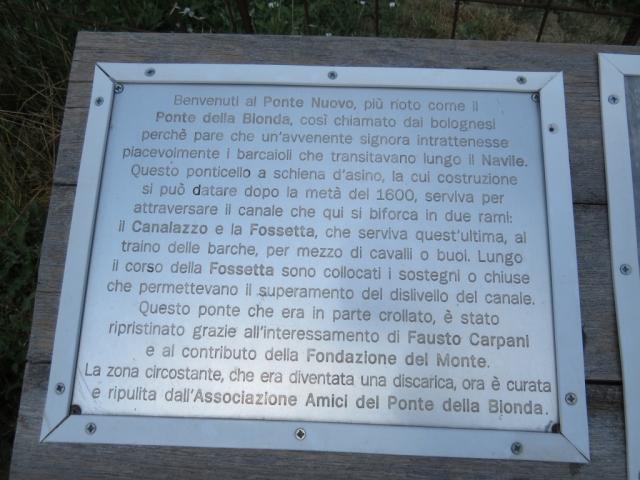 Benvenuti al Ponte Nuovo, più noto come il
Ponte della Bionda, così chiamato dai bolognesi
perchè pare che un'avvenente signora intrattenesse
piacevolmente i barcaioli che transitavano lungo il Navile.
Questo ponticello a schiena d'asino, la cui costruzione
si può datare dopo la metà del 1600, serviva per
attraversare il canale che qui si biforca in due rami:
il Canalazzo e la Fossetta, che serviva quest'ultima, al
traino delle barche, per mezzo di cavalli o buoi. Lungo
il corso della Fossetta sono collocati i sostegni o chiuse
che permettevano il superamento del dislivello del canale.
Questo ponte che era in parte crollato, è stato
ripristinato grazie all'interessamento di Fausto Carpani
e al contributo della Fondazione del Monte.
La zona circostante, che era diventata una discarica, ora è curata
e ripulita dall'Associazione Amici del Ponte della Bionda.